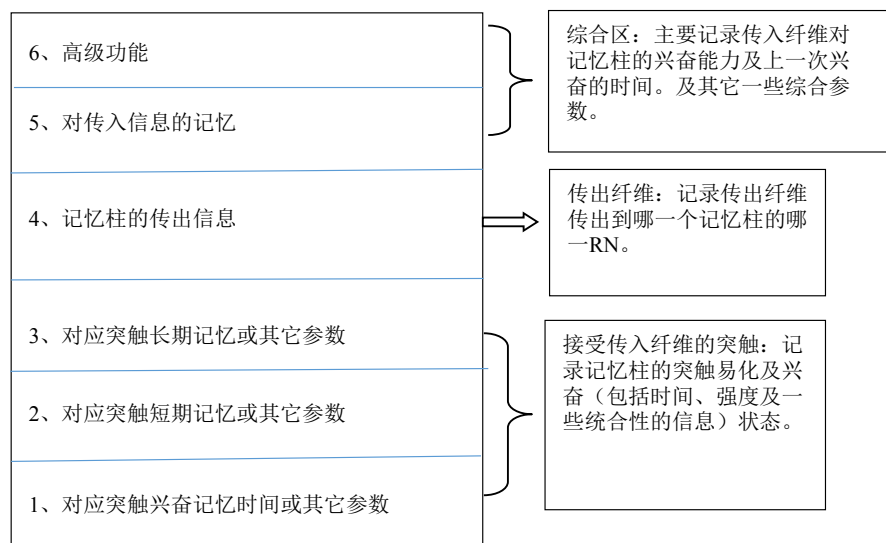 6、高级功能
5、对传入信息的记忆
4、记忆柱的传出信息
3、对应突触长期记忆或其它参数
2、对应突触短期记忆或其它参数
1、对应突触兴奋记忆时间或其它参数
综合区：主要记录传入纤维对
记忆柱的兴奋能力及上一次兴
奋的时间。及其它一些综合参
数。
传出纤维：记录传出纤维
传出到哪一个记忆柱的哪
一RN。
接受传入纤维的突触：记
录记忆柱的突触易化及兴
奋（包括时间、强度及一
些统合性的信息）状态。